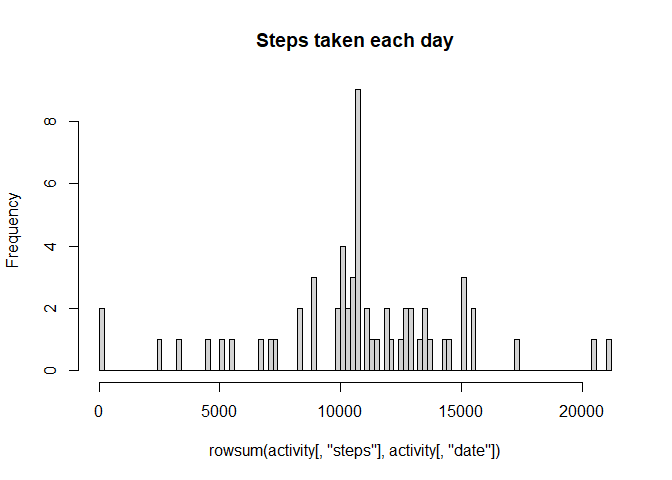 Steps taken each day
Frequency
8
6
4
2
0
0 5000 10000 15000 20000
rowsum(activity[, "steps"], activity[, "date"])